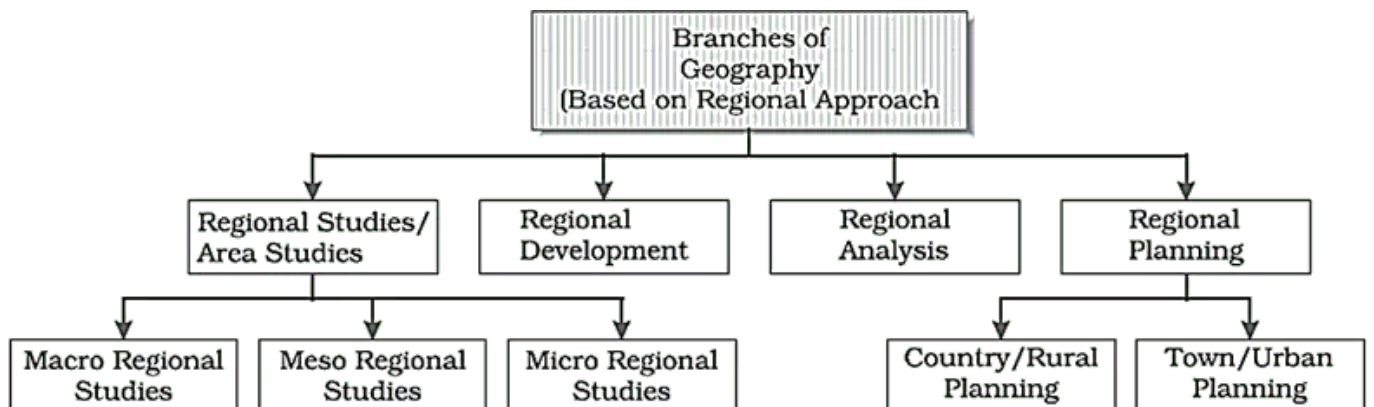 Branches of
Geography
(Based on Regional Approach
Regional Studies/
Area Studies
Regional
Development
Regional
Analysis
Regional
Planning
Macro Regional
Studies
Meso Regional
Studies
Micro Regional
Studies
Country/Rural
Planning
Town/Urban
Planning